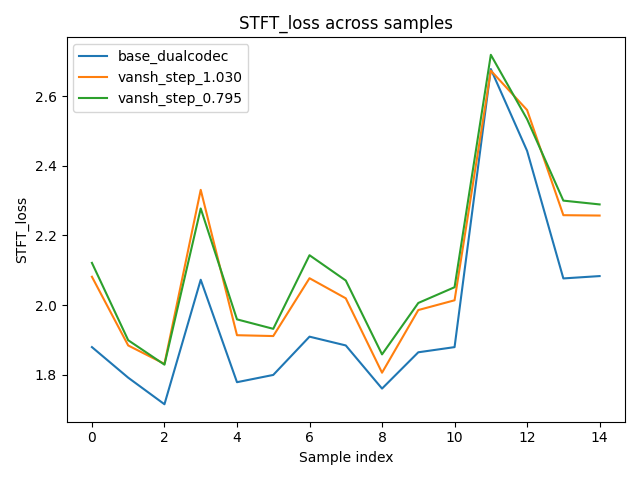 STFT_loss across samples
base_dualcodec
vansh_step_1.030
vansh_step_0.795
STFT_loss
2.6
2.4
2.2
2.0
1.8
0 2 4 6 8 10 12 14
Sample index